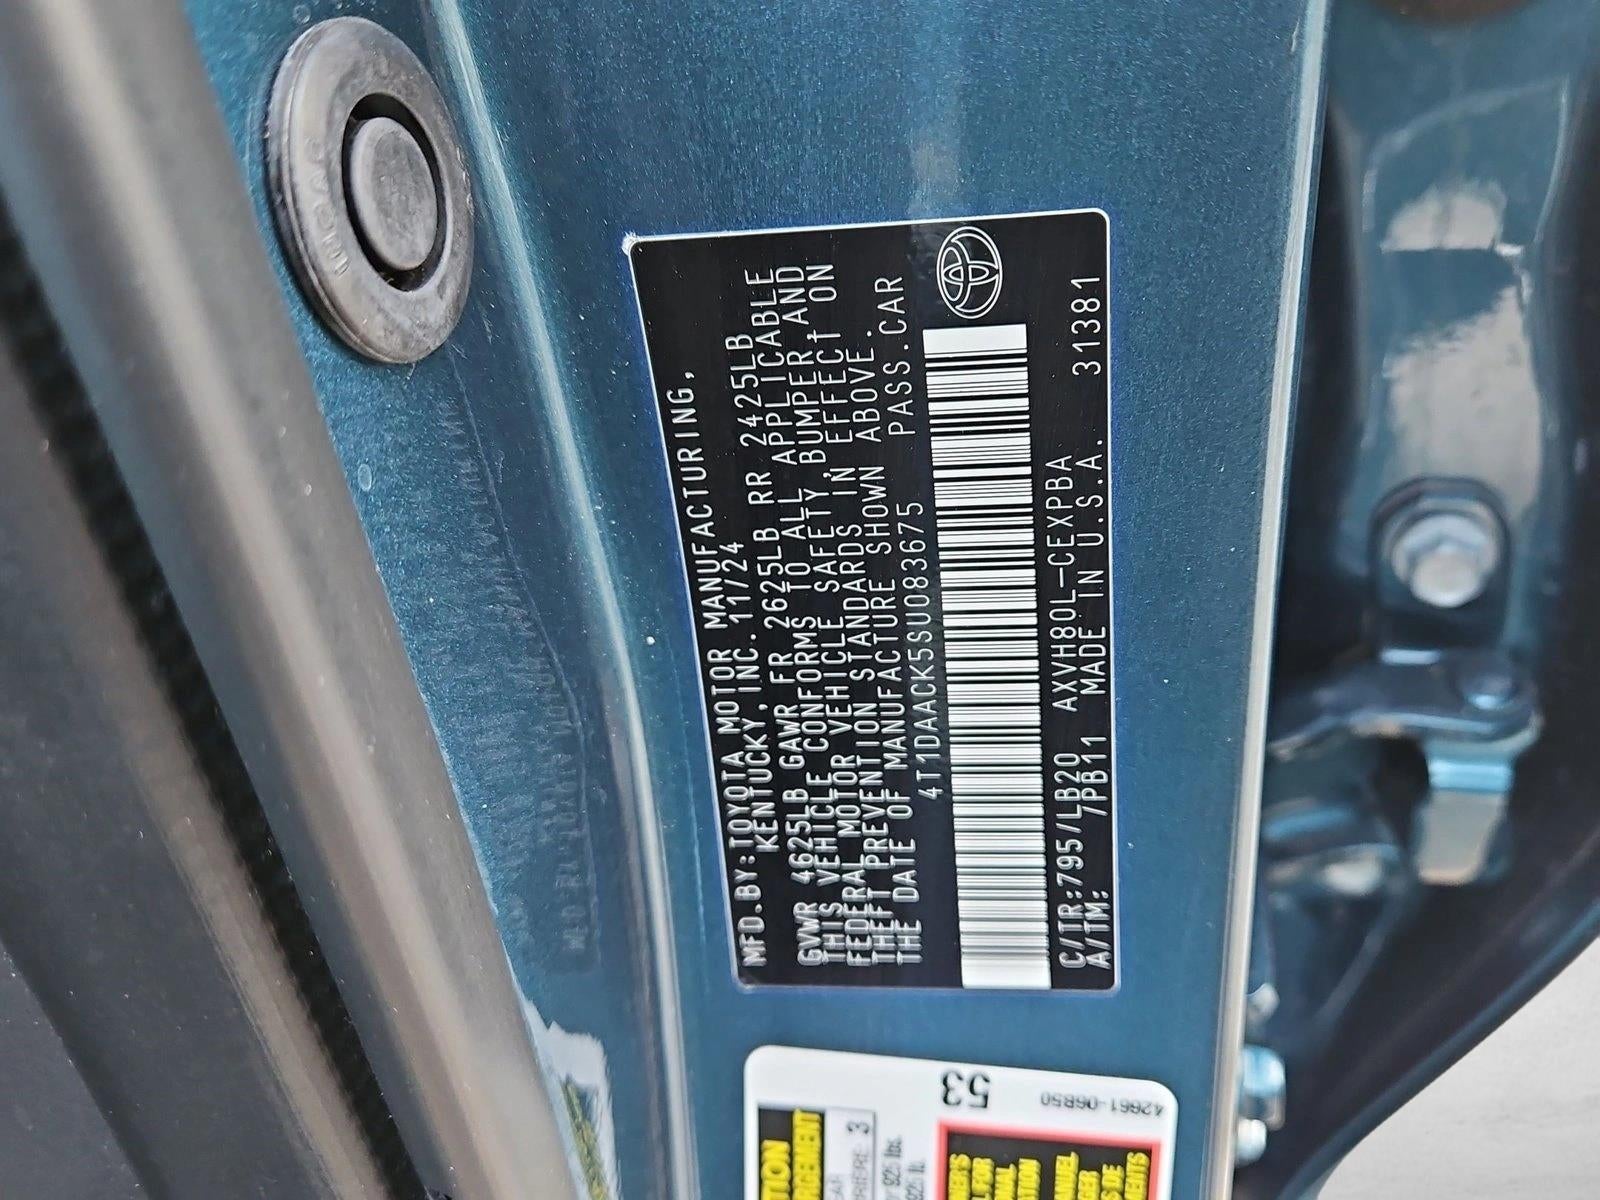 MFD.BY:TOYOTA MOTOR MANUFACTURING,
KENTUCKY,INC. 11/24
GVWR 4625LB GAWR FR 2625LB RR 2425LB
THIS VEHICLE CONFORMS TO ALL APPLICABLE
FEDERAL MOTOR VEHICLE SAFETY,BUMPER,AND
THEFT PREVENTION STANDARDS IN EFFECT ON
THE DATE OF MANUFACTURE SHOWN ABOVE.
4T1DAACK5SU083675 PASS.CAR
C/TR:795/LB20 AXVH80L-CEXPBA 31381
A/TM: 7PB11 MADE IN U.S.A.
53
42661-06B50
3